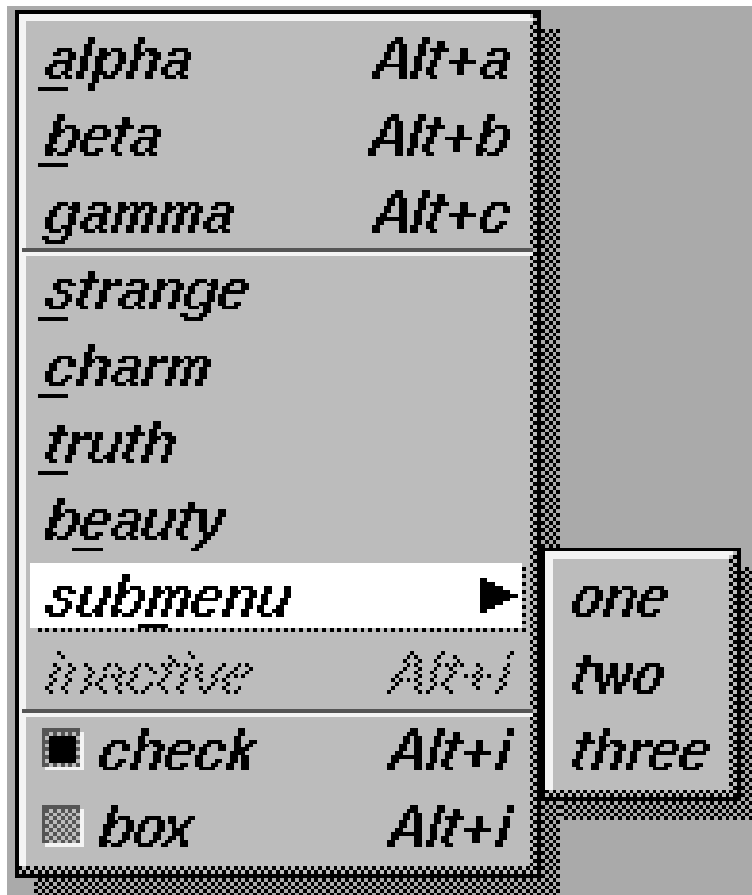 alpha Alt+a
beta Alt+b
gamma Alt+c
strange
charm
truth
beauty
submenu
inactive Alt+i
check Alt+i
box Alt+i
one
two
three